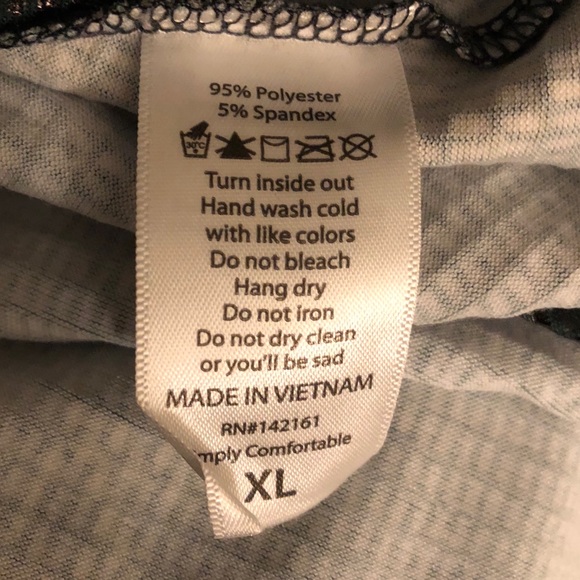 95% Polyester
5% Spandex
Turn inside out
Hand wash cold
with like colors
Do not bleach
Hang dry
Do not iron
Do not dry clean
or you'll be sad
MADE IN VIETNAM
RN#142161
mply Comfortable
XL